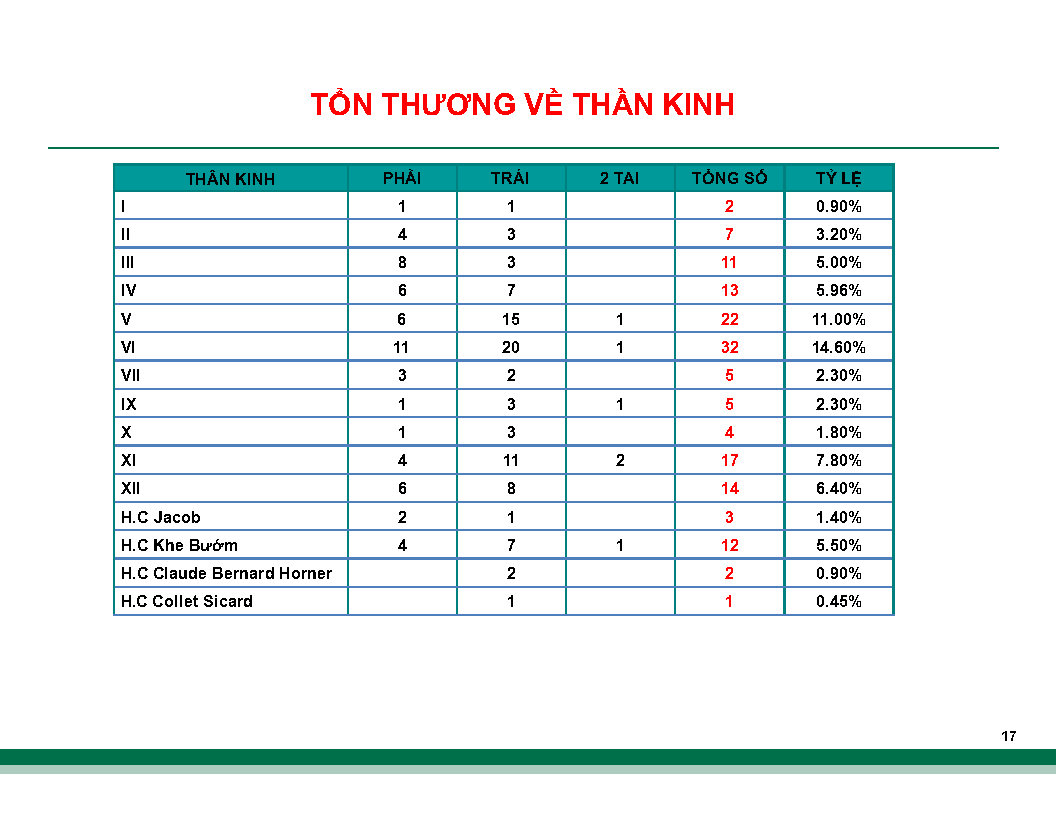 TỔN THƯƠNG VỀ THẦN KINH
THẦN KINH PHẢI TRÁI 2 TAI TỔNG SỐ TỶ LỆ
I 1 1 2 0.90%
II 4 3 7 3.20%
III 8 3 11 5.00%
IV 6 7 13 5.96%
V 6 15 1 22 11.00%
VI 11 20 1 32 14.60%
VII 3 2 5 2.30%
IX 1 3 1 5 2.30%
X 1 3 4 1.80%
XI 4 11 2 17 7.80%
XII 6 8 14 6.40%
H.C Jacob 2 1 3 1.40%
H.C Khe Bướm 4 7 1 12 5.50%
H.C Claude Bernard Horner 2 2 0.90%
H.C Collet Sicard 1 1 0.45%
17